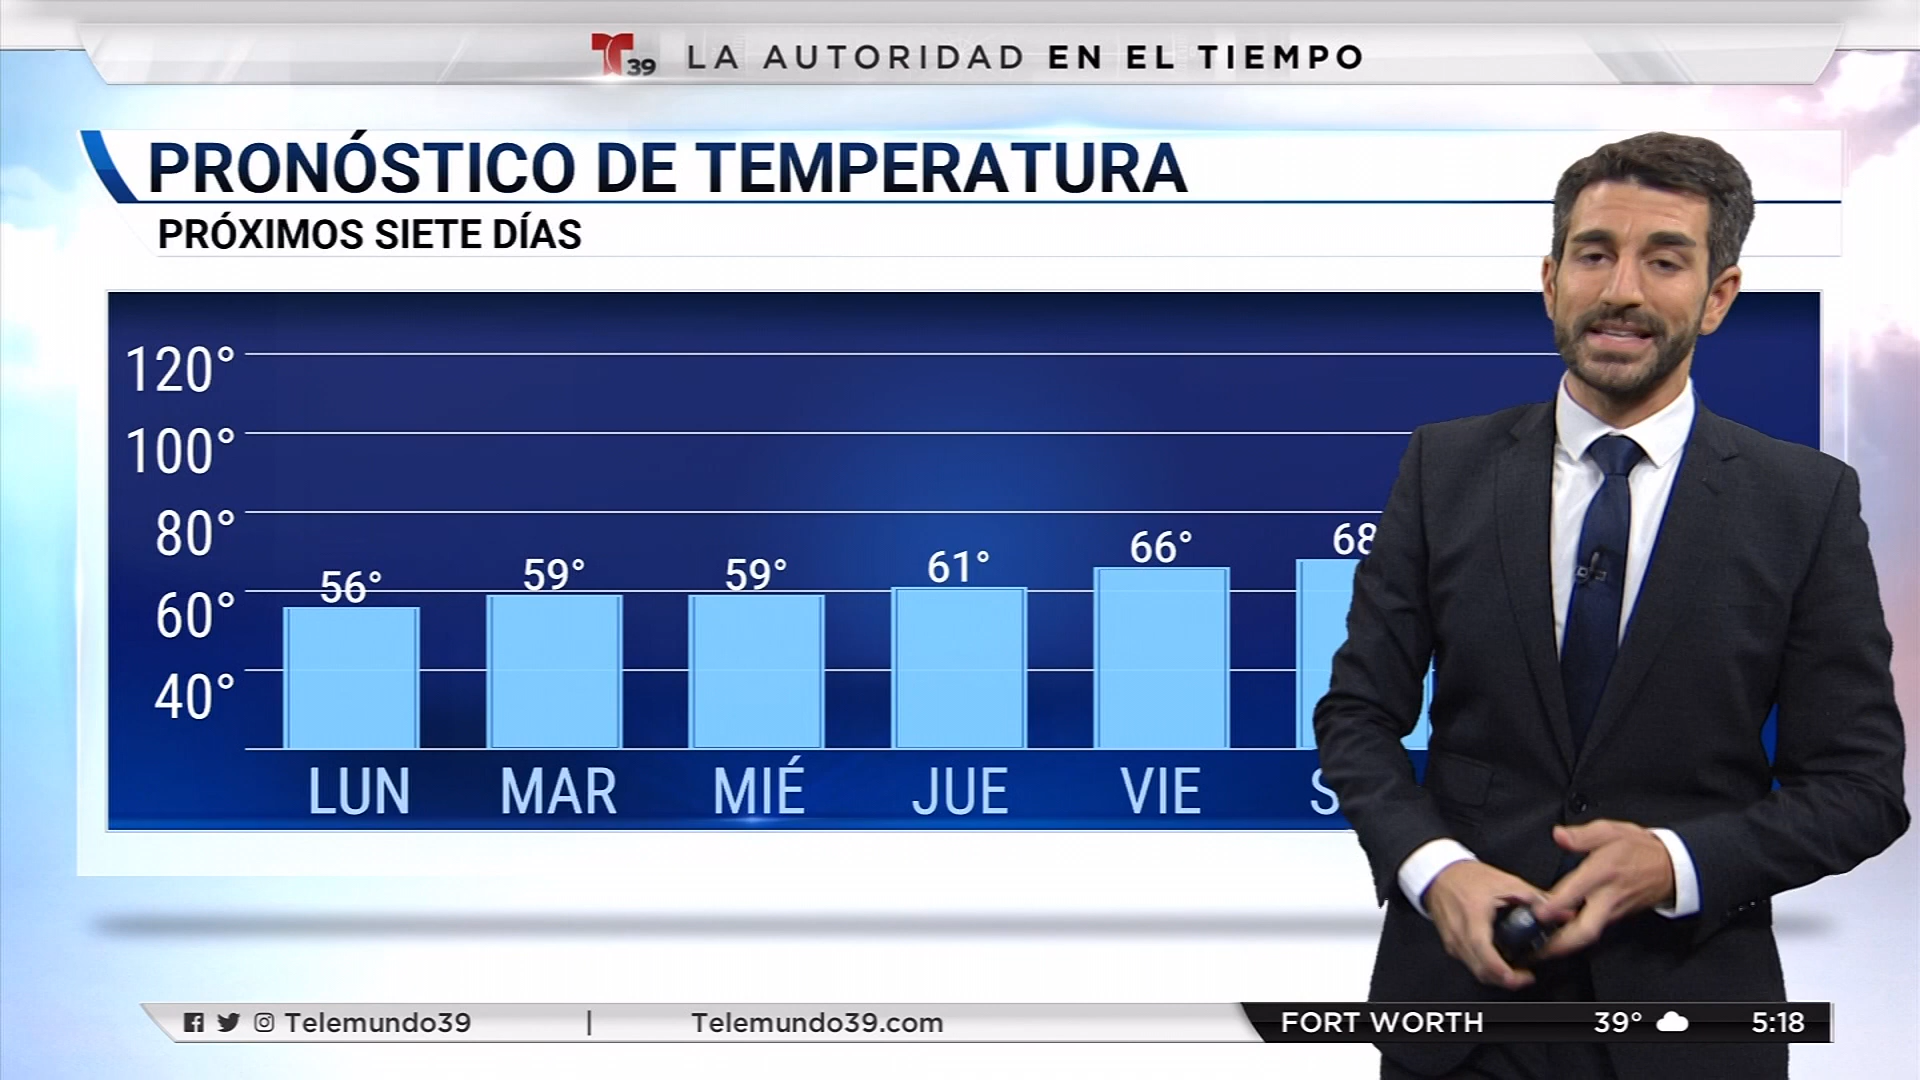 T39 LA AUTORIDAD EN EL TIEMPO
PRONÓSTICO DE TEMPERATURA
PRÓXIMOS SIETE DÍAS
120°
100°
80°
60°
40°
56° 59° 59° 61° 66° 68
LUN MAR MIÉ JUE VIE
Telemundo39 | Telemundo39.com
FORT WORTH 39° 5:18